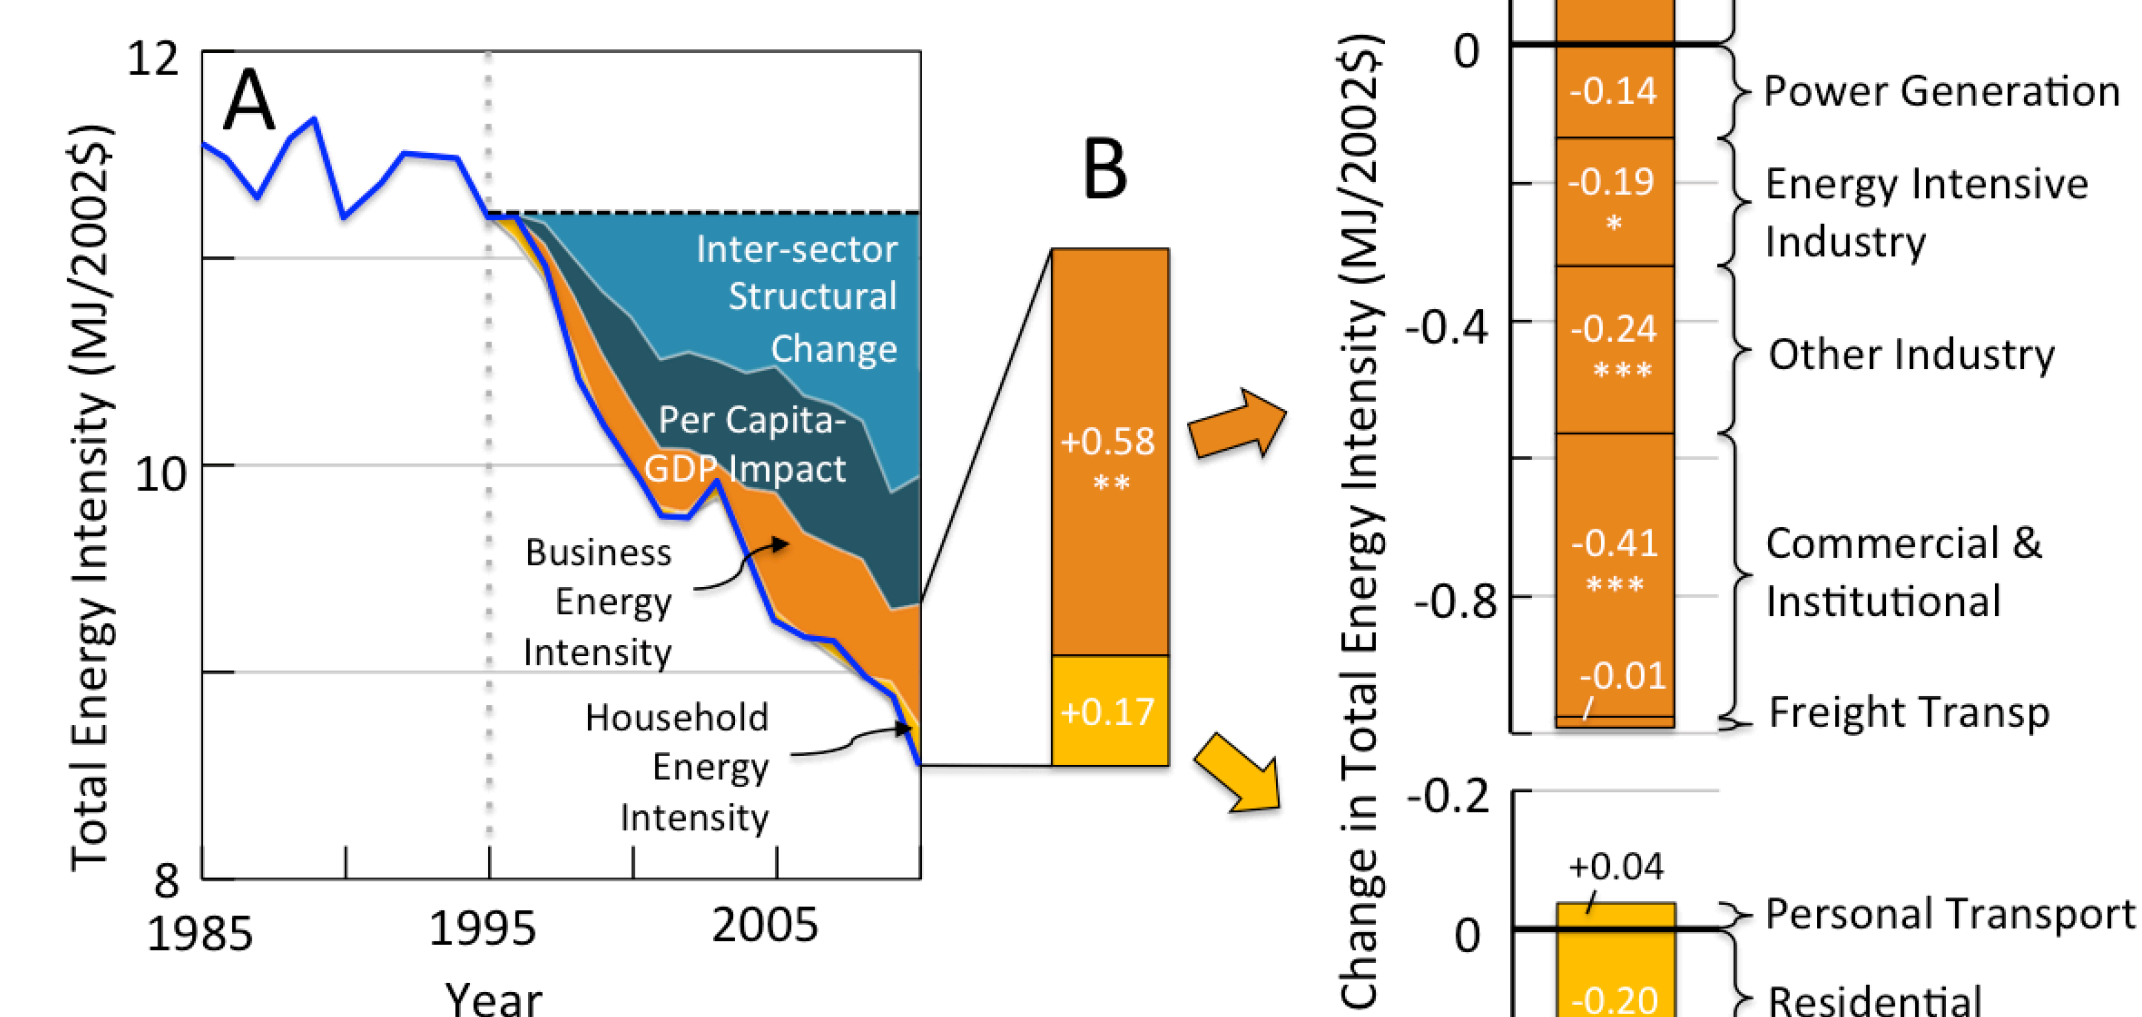 A
12
10
8
1985
1995
2005
Year
Total Energy Intensity (MJ/2002$)
Inter-sector
Structural
Change
Per Capita-
GDP Impact
Business
Energy
Intensity
Household
Energy
Intensity
B
+0.58
**
+0.17
Change in Total Energy Intensity (MJ/2002$)
0
-0.4
-0.8
-0.14
-0.19
*
-0.24
***
-0.41
***
-0.01
Power Generation
Energy Intensive
Industry
Other Industry
Commercial &
Institutional
Freight Transp
-0.2
0
+0.04
-0.20
Personal Transport
Residential